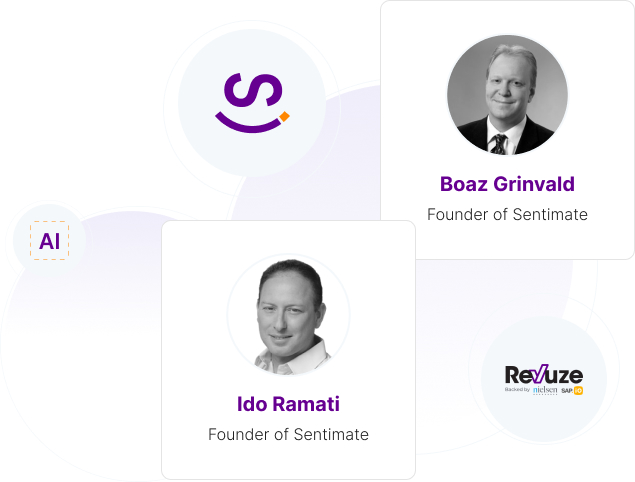 S
Boaz Grinvald
Founder of Sentimate
AI
Ido Ramati
Founder of Sentimate
Revuze
Backed by nielsen SAP.iO